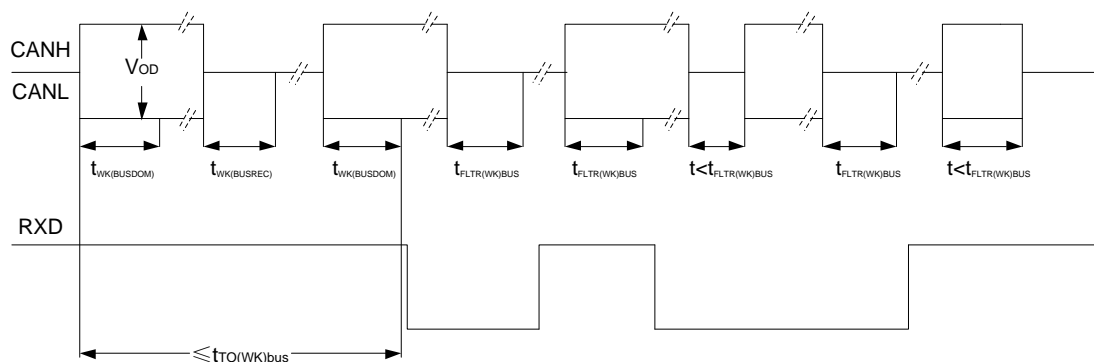 CANH
CANL
VOD
tWK(BUSDOM)
tWK(BUSREC)
tWK(BUSDOM)
tFLTR(WK)BUS
tFLTR(WK)BUS
t<tFLTR(WK)BUS
tFLTR(WK)BUS
t<tFLTR(WK)BUS
RXD
≤tTO(WK)bus